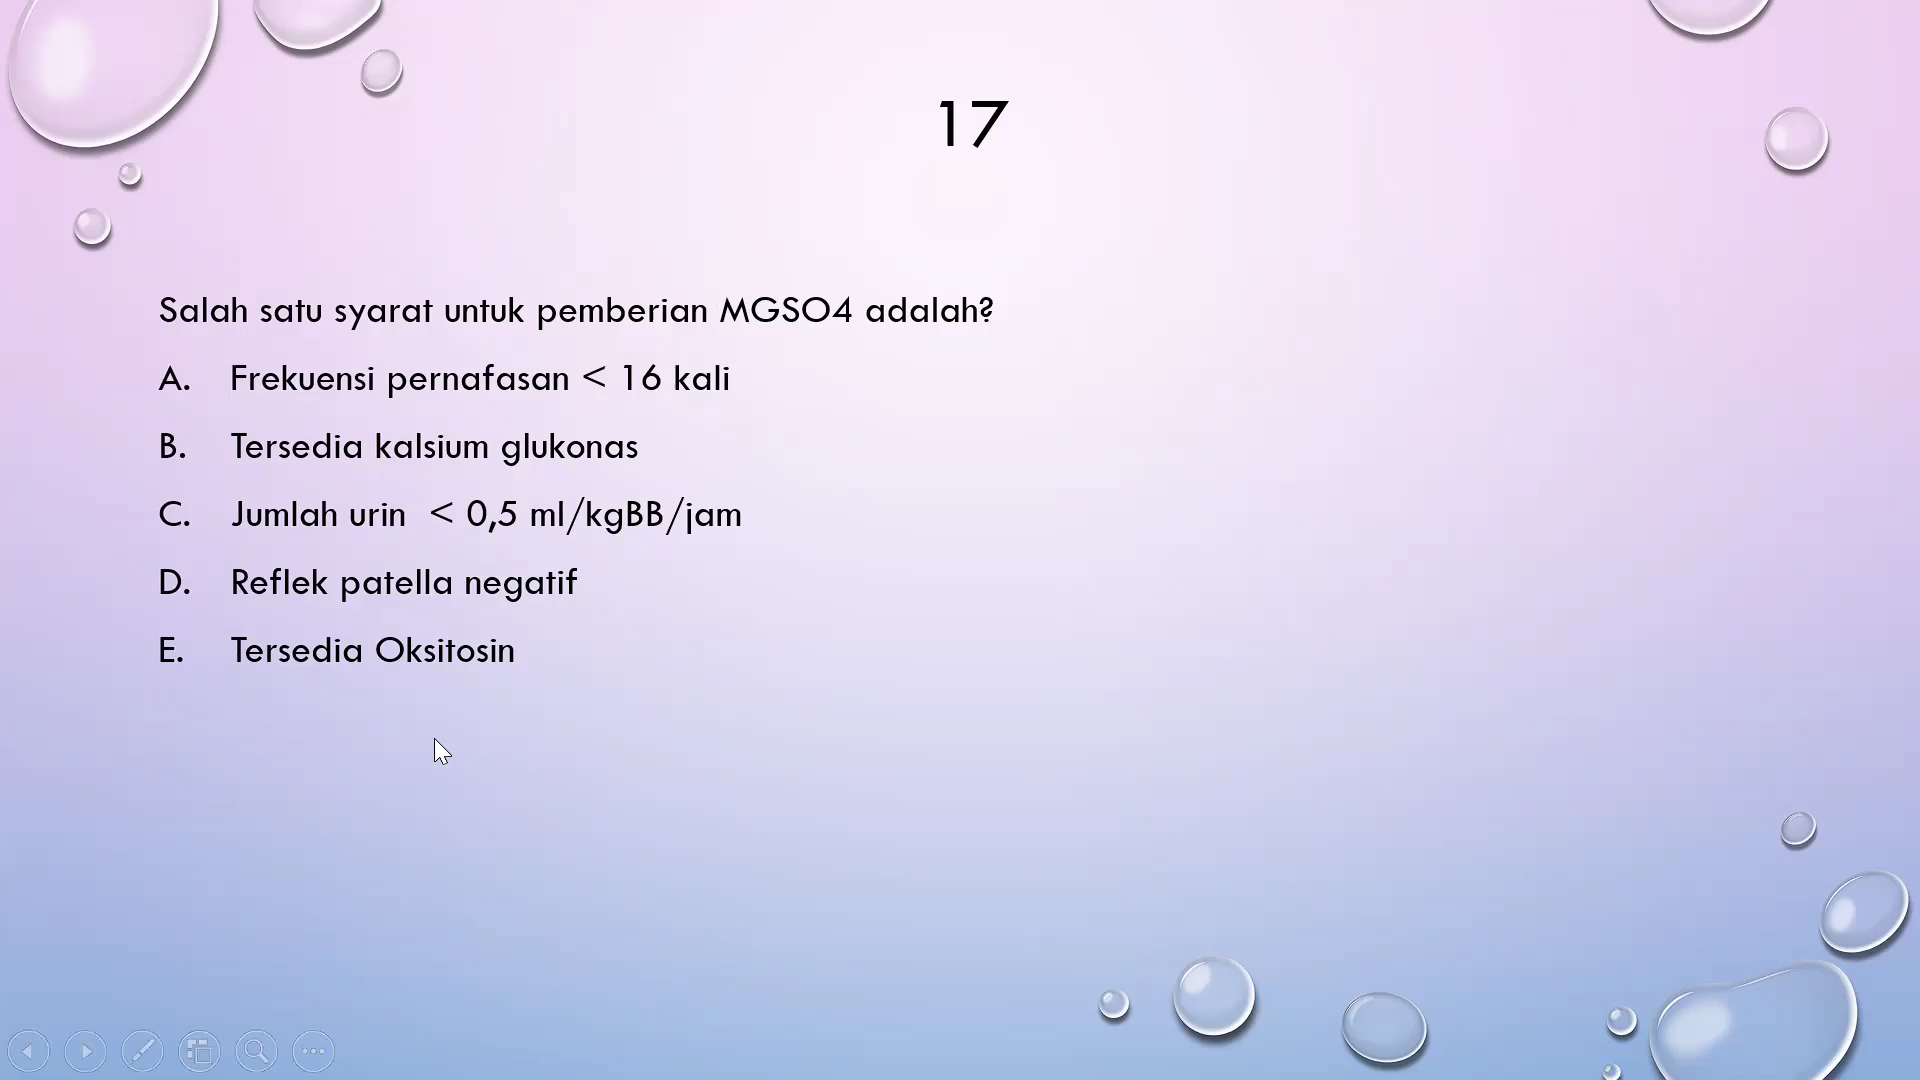 17
Salah satu syarat untuk pemberian MGSO4 adalah?
A. Frekuensi pernafasan < 16 kali
B. Tersedia kalsium glukonas
C. Jumlah urin < 0,5 ml/kgBB/jam
D. Reflek patella negatif
E. Tersedia Oksitosin